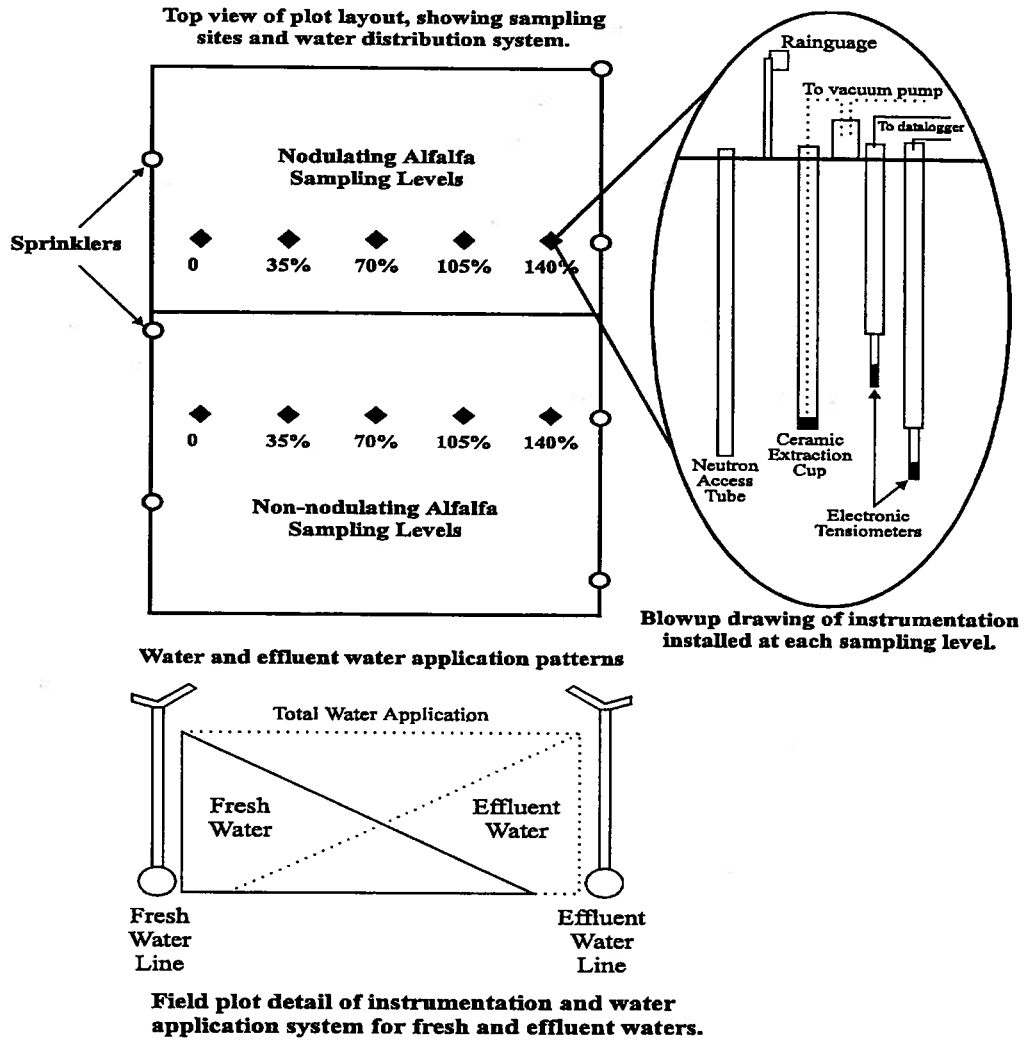 Top view of plot layout, showing sampling
sites and water distribution system.
Nodulating Alfalfa
Sampling Levels
Sprinklers
0 35% 70% 105% 140%
0 35% 70% 105% 140%
Non-nodulating Alfalfa
Sampling Levels
Rainguage
To vacuum pump
To datalogger
Neutron
Access
Tube
Ceramic
Extraction
Cup
Electronic
Tensiometers
Blowup drawing of instrumentation
installed at each sampling level.
Water and effluent water application patterns
Total Water Application
Fresh
Water
Effluent
Water
Fresh
Water
Line
Effluent
Water
Line
Field plot detail of instrumentation and water
application system for fresh and effluent waters.